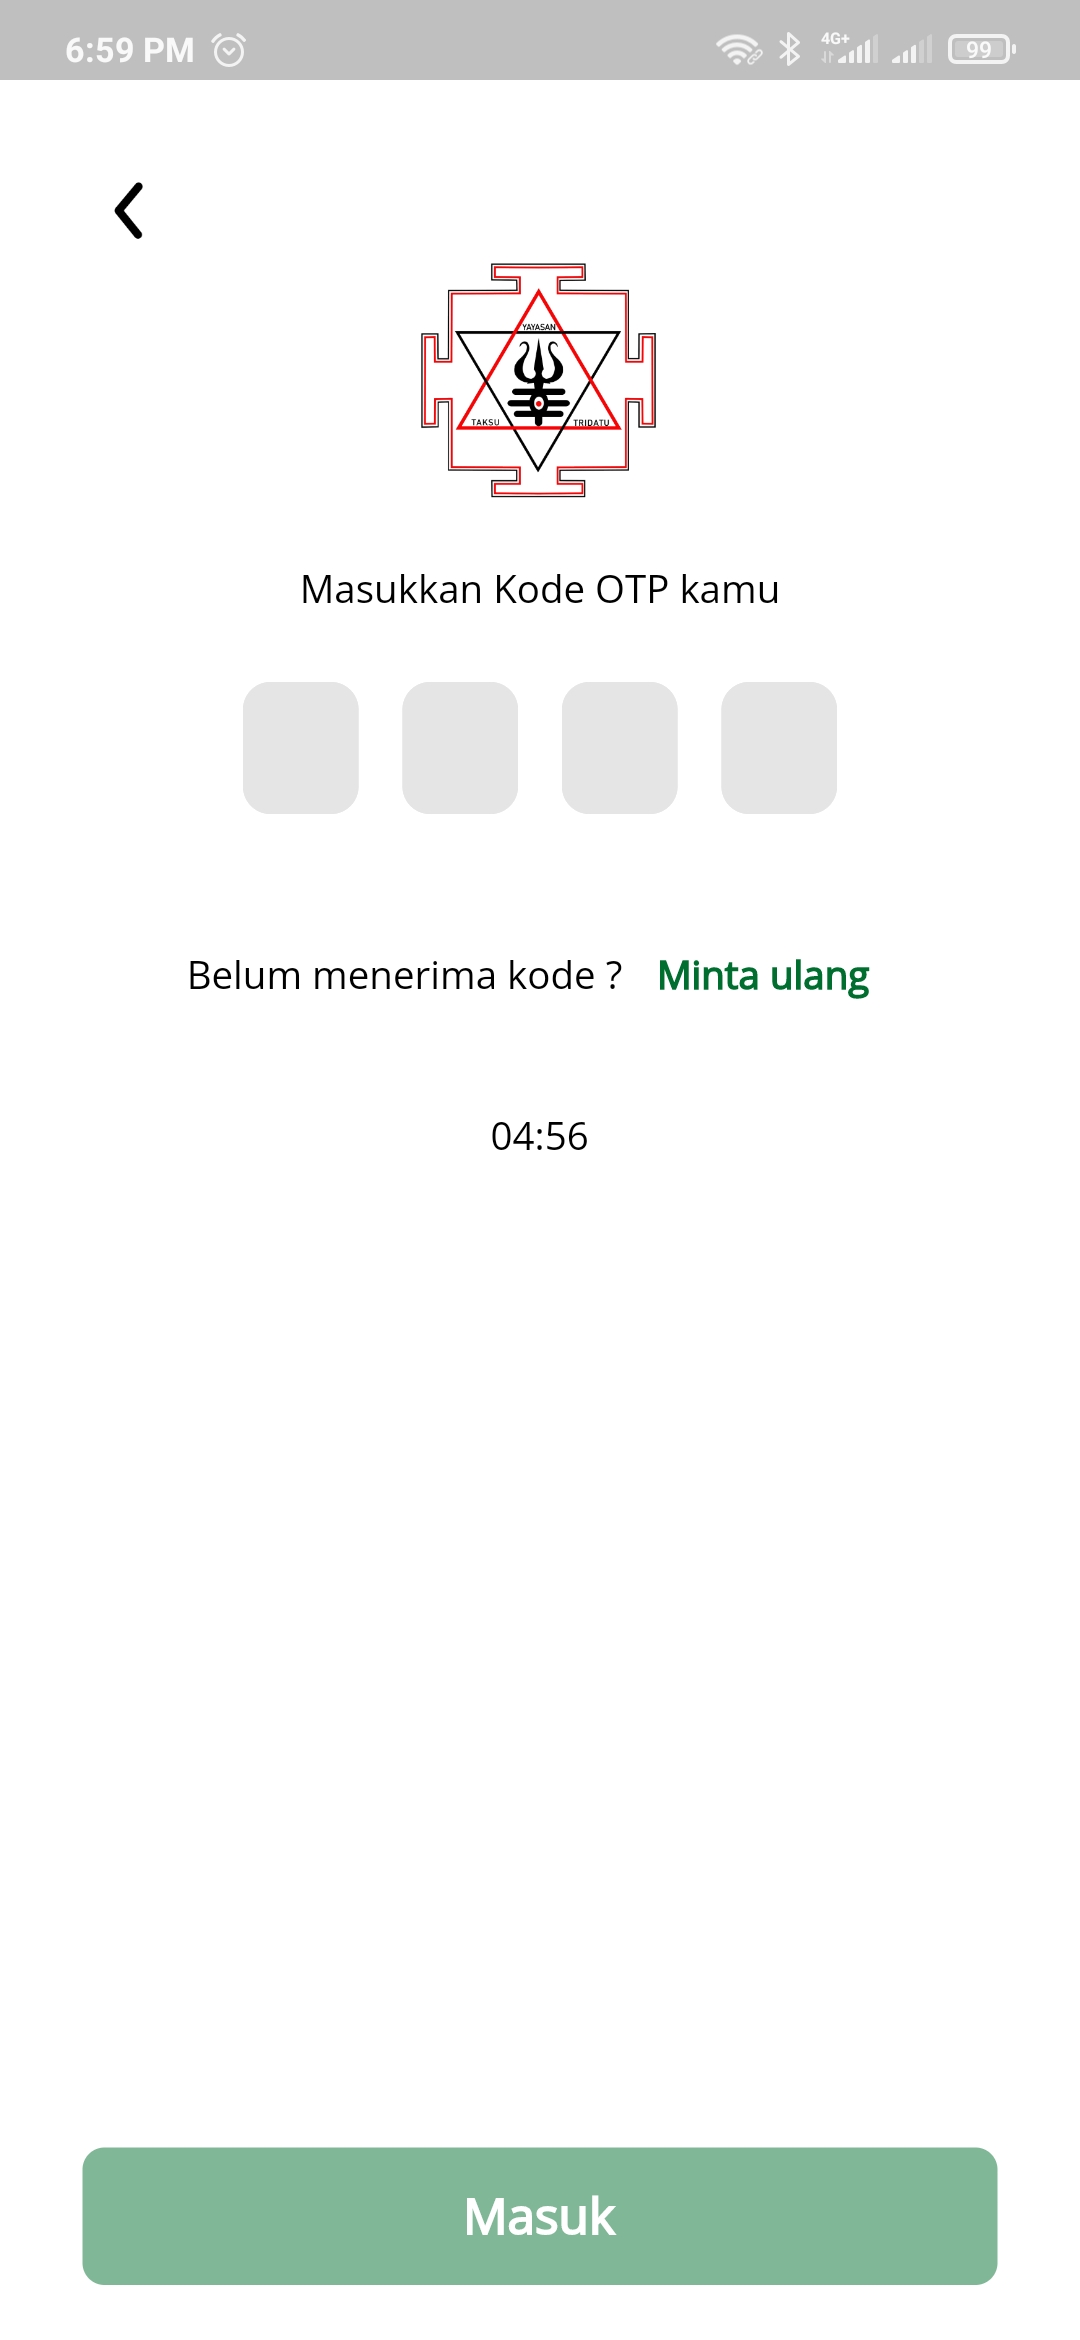 6:59 PM
4G+
99
YAYASAN
TAKSU
TRIDATU
Masukkan Kode OTP kamu
Belum menerima kode ? Minta ulang
04:56
Masuk